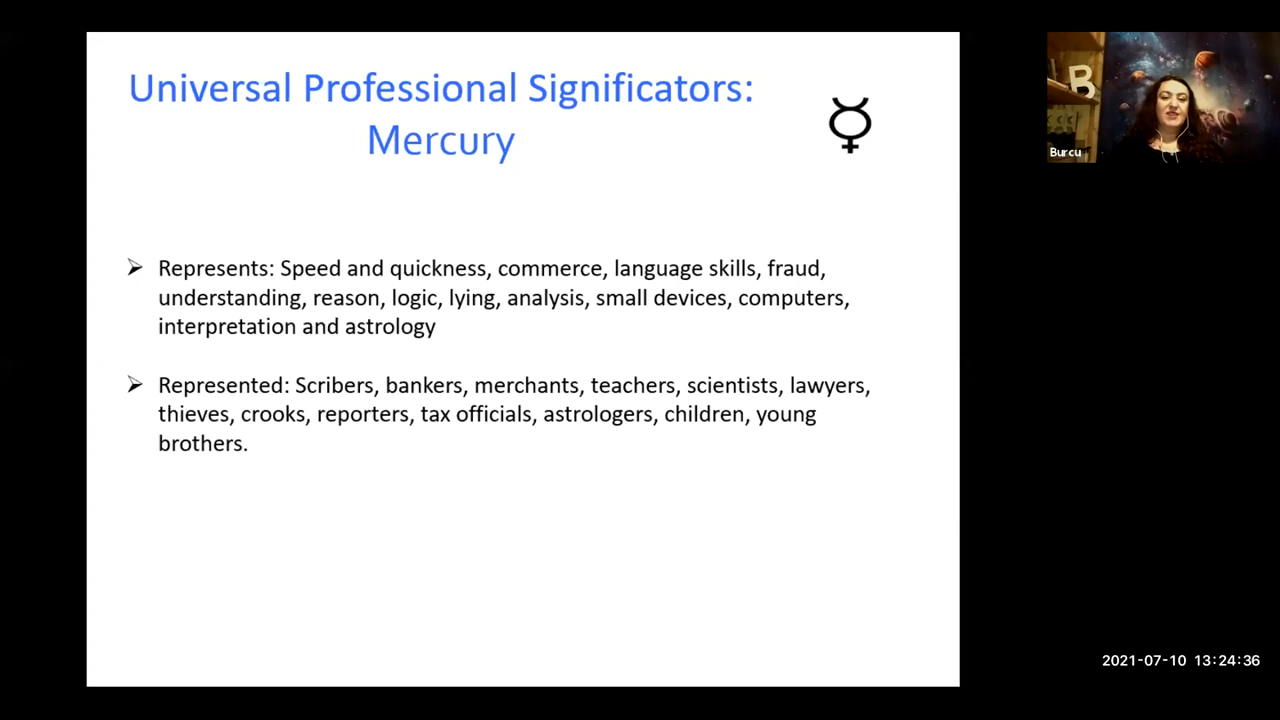 Universal Professional Significators:
Mercury
B
Burcu
➢ Represents: Speed and quickness, commerce, language skills, fraud,
understanding, reason, logic, lying, analysis, small devices, computers,
interpretation and astrology
➢ Represented: Scribers, bankers, merchants, teachers, scientists, lawyers,
thieves, crooks, reporters, tax officials, astrologers, children, young
brothers.
2021-07-10 13:24:36